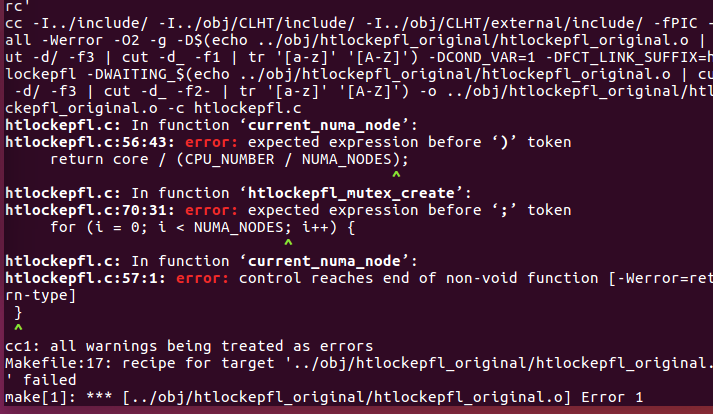 rc'
cc -I../include/ -I../obj/CLHT/include/ -I../obj/CLHT/external/include/ -fPIC -
all -Werror -O2 -g -D$(echo ../obj/htlockepfl_original/htlockepfl_original.o |
ut -d/ -f3 | cut -d_ -f1 | tr '[a-z]' '[A-Z]') -DCOND_VAR=1 -DFCT_LINK_SUFFIX=h
lockepfl -DWAITING_$(echo ../obj/htlockepfl_original/htlockepfl_original.o | cu
 -d/ -f3 | cut -d_ -f2- | tr '[a-z]' '[A-Z]') -o ../obj/htlockepfl_original/htl
ckepfl_original.o -c htlockepfl.c
htlockepfl.c: In function ‘current_numa_node’:
htlockepfl.c:56:43: error: expected expression before ‘)’ token
     return core / (CPU_NUMBER / NUMA_NODES);
                                           ^
htlockepfl.c: In function ‘htlockepfl_mutex_create’:
htlockepfl.c:70:31: error: expected expression before ‘;’ token
     for (i = 0; i < NUMA_NODES; i++) {
                               ^
htlockepfl.c: In function ‘current_numa_node’:
htlockepfl.c:57:1: error: control reaches end of non-void function [-Werror=ret
rn-type]
 }
 ^
cc1: all warnings being treated as errors
Makefile:17: recipe for target '../obj/htlockepfl_original/htlockepfl_original.
' failed
make[1]: *** [../obj/htlockepfl_original/htlockepfl_original.o] Error 1